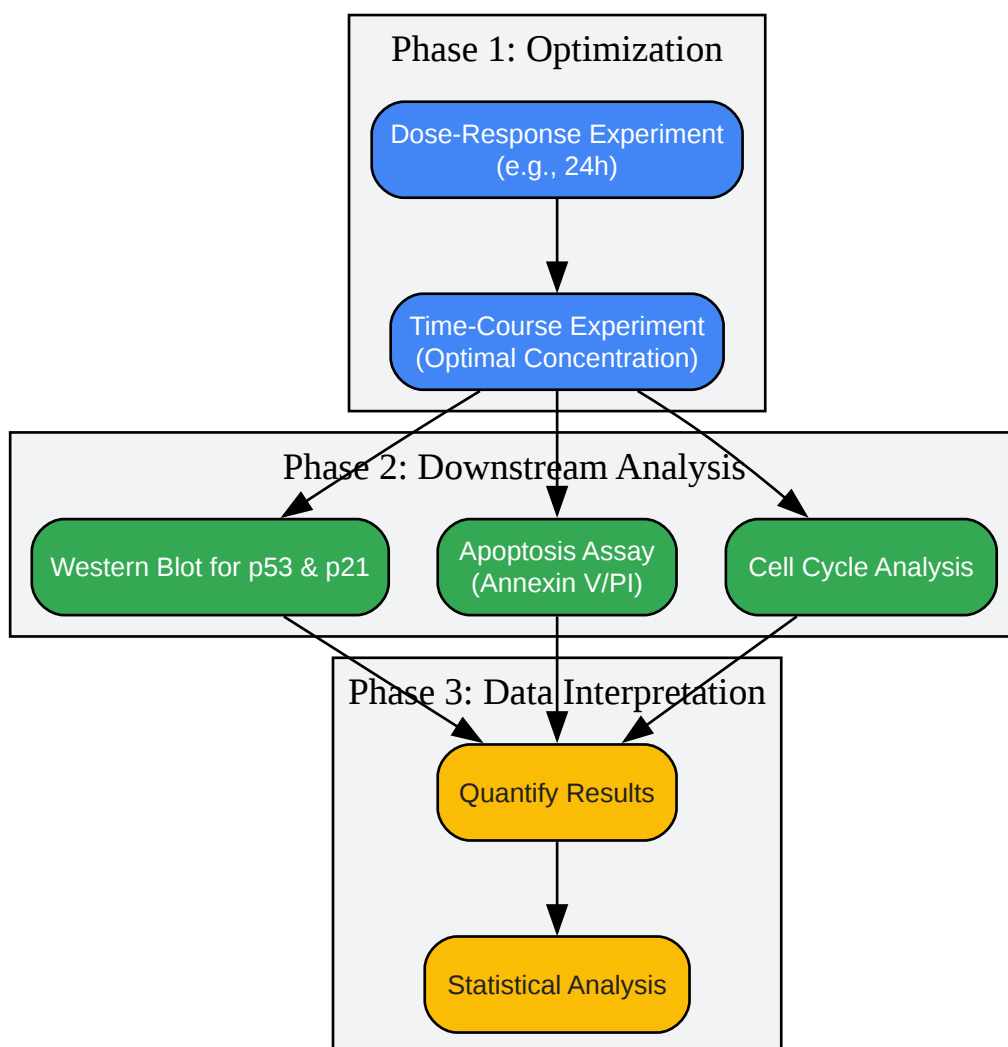 Phase 1: Optimization
Dose-Response Experiment
(e.g., 24h)
Time-Course Experiment
(Optimal Concentration)
Phase 2: Downstream Analysis
Western Blot for p53 & p21
Apoptosis Assay
(Annexin V/PI)
Cell Cycle Analysis
Phase 3: Data Interpretation
Quantify Results
Statistical Analysis